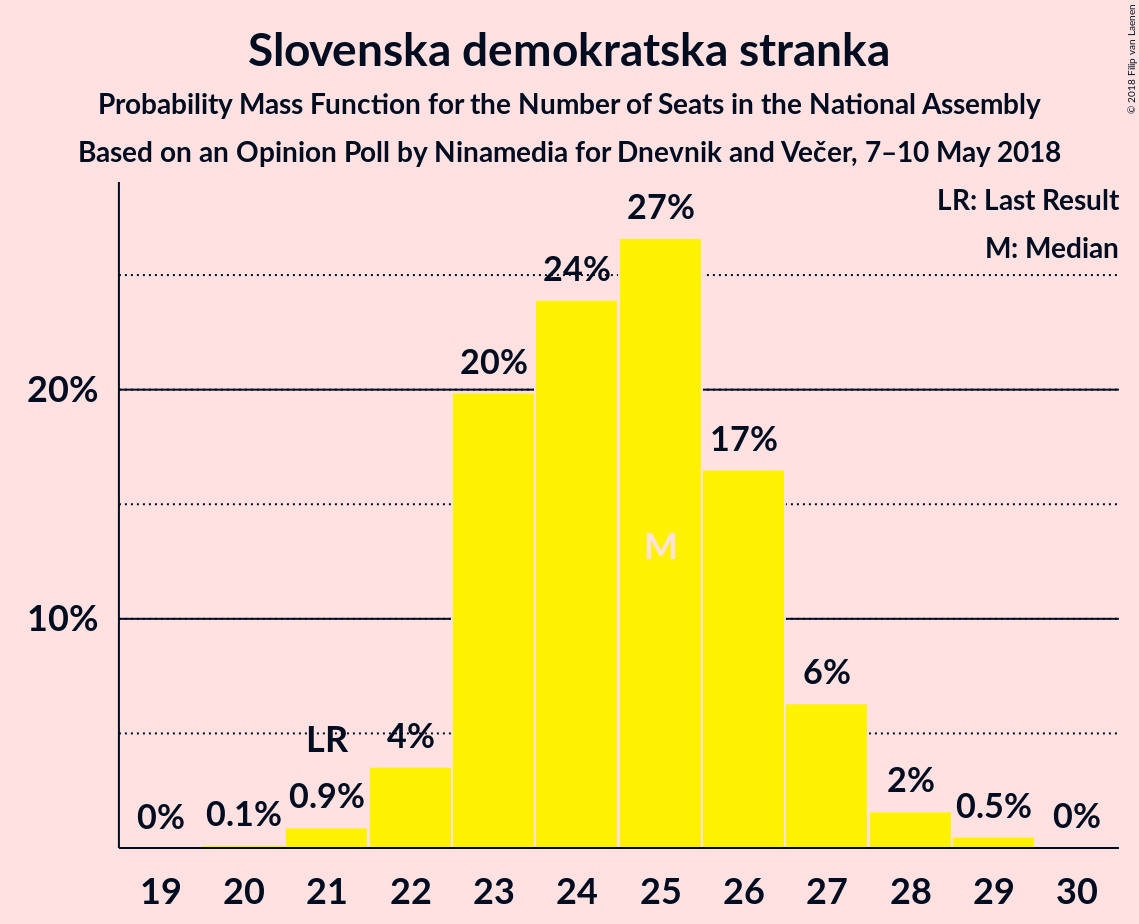 Slovenska demokratska stranka
Probability Mass Function for the Number of Seats in the National Assembly
Based on an Opinion Poll by Ninamedia for Dnevnik and Večer, 7–10 May 2018
© 2018 Filip van Laenen
LR: Last Result
M: Median
20%
10%
0%
0.1%
LR
0.9%
4%
20%
24%
27%
M
17%
6%
2%
0.5%
0%
19 20 21 22 23 24 25 26 27 28 29 30